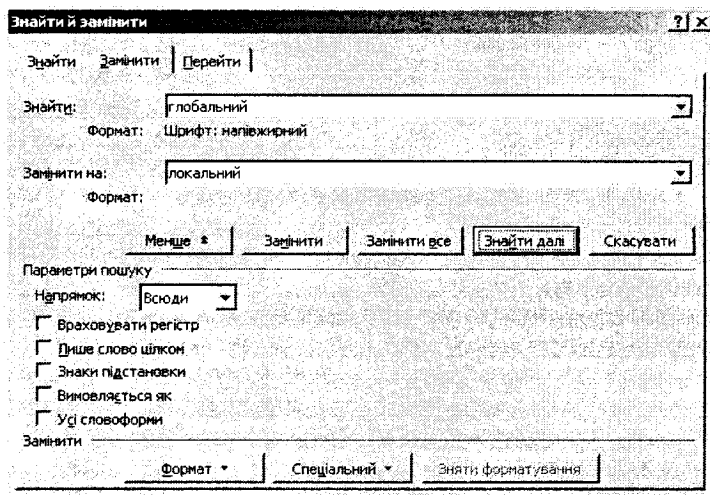 Знайти й замінити
Знайти Замінити Перейти
Знайти: глобальний
Формат: Шрифт: напівжирний
Замінити на: локальний
Формат:
Менше Замінити Замінити все Знайти далі Скасувати
Параметри пошуку
Напрямок: Всюди
Враховувати регістр
Лише слово цілком
Знаки підстановки
Вимовляється як
Усі словоформи
Замінити
Формат Спеціальний Зняти форматування